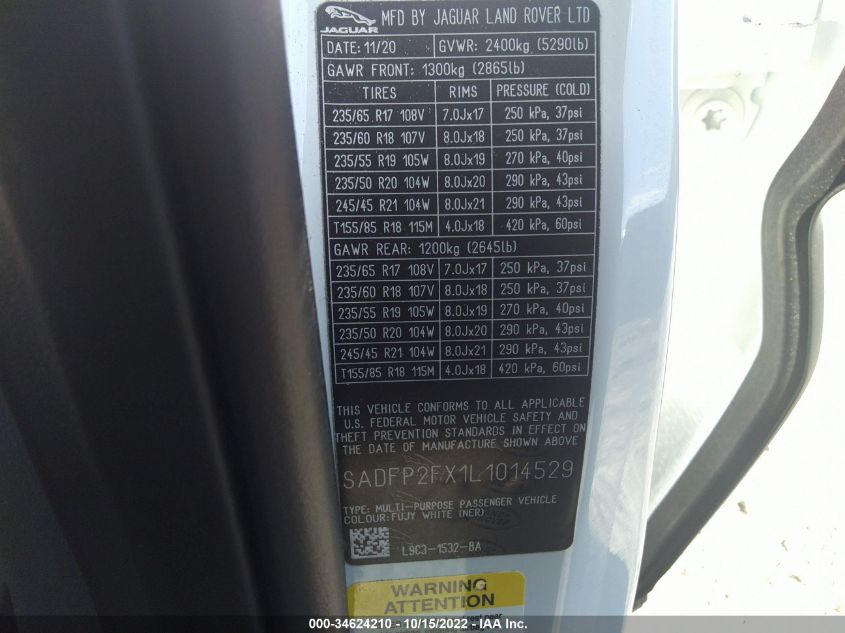 JAGUAR
MFD BY JAGUAR LAND ROVER LTD
DATE: 11/20 GVWR: 2400kg (5290lb)
GAWR FRONT: 1300kg (2865lb)
TIRES RIMS PRESSURE (COLD)
235/65 R17 108V 7.0Jx17 250 kPa, 37psi
235/60 R18 107V 8.0Jx18 250 kPa, 37psi
235/55 R19 105W 8.0Jx19 270 kPa, 40psi
235/50 R20 104W 8.0Jx20 290 kPa, 43psi
245/45 R21 104W 8.0Jx21 290 kPa, 43psi
T155/85 R18 115M 4.0Jx18 420 kPa, 60psi
GAWR REAR: 1200kg (2645lb)
235/65 R17 108V 7.0Jx17 250 kPa, 37psi
235/60 R18 107V 8.0Jx18 250 kPa, 37psi
235/55 R19 105W 8.0Jx19 270 kPa, 40psi
235/50 R20 104W 8.0Jx20 290 kPa, 43psi
245/45 R21 104W 8.0Jx21 290 kPa, 43psi
T155/85 R18 115M 4.0Jx18 420 kPa, 60psi
THIS VEHICLE CONFORMS TO ALL APPLICABLE
U.S. FEDERAL MOTOR VEHICLE SAFETY AND
THEFT PREVENTION STANDARDS IN EFFECT ON
THE DATE OF MANUFACTURE SHOWN ABOVE
SADFP2FX1L1014529
TYPE: MULTI-PURPOSE PASSENGER VEHICLE
COLOUR:FUJY WHITE (NER)
L9C3-1532-BA
WARNING
ATTENTION
000-34624210 - 10/15/2022 - IAA Inc.